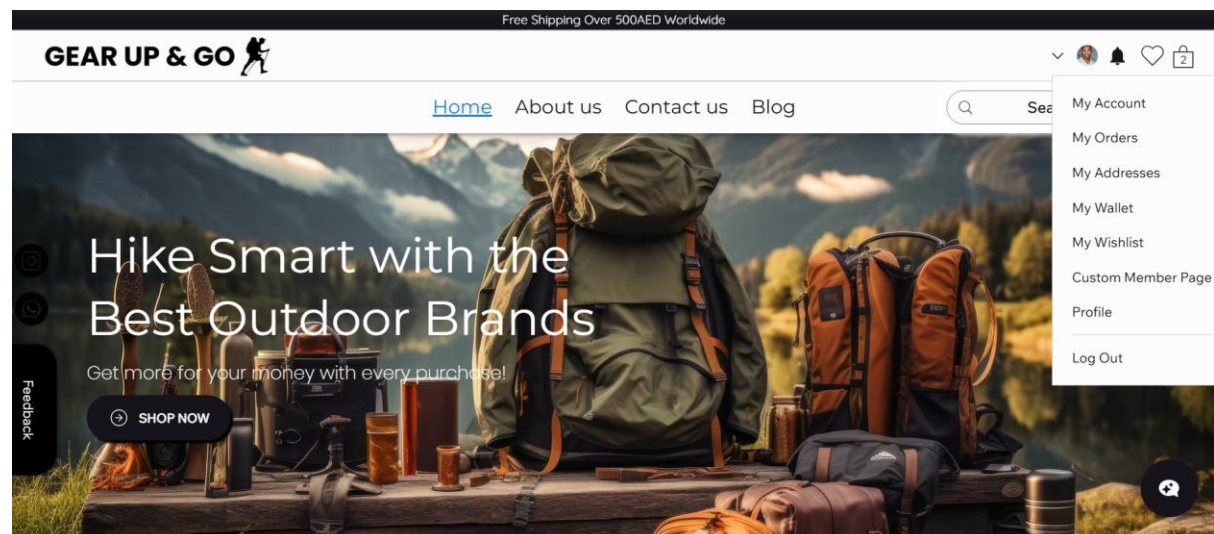 Free Shipping Over 500AED Worldwide
GEAR UP & GO
2
Home About us Contact us Blog
Sea
My Account
My Orders
My Addresses
My Wallet
My Wishlist
Custom Member Page
Profile
Log Out
Hike Smart with the
Best Outdoor Brands
Get more for your money with every purchase!
SHOP NOW
Feedback